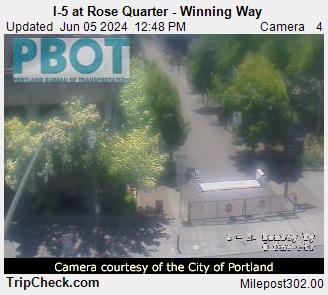 I-5 at Rose Quarter - Winning Way
Updated Jun 05 2024 12:48 PM Camera 4
PBOT
PORTLAND BUREAU OF TRANSPORTATION
Camera courtesy of the City of Portland
TripCheck.com Milepost302.00